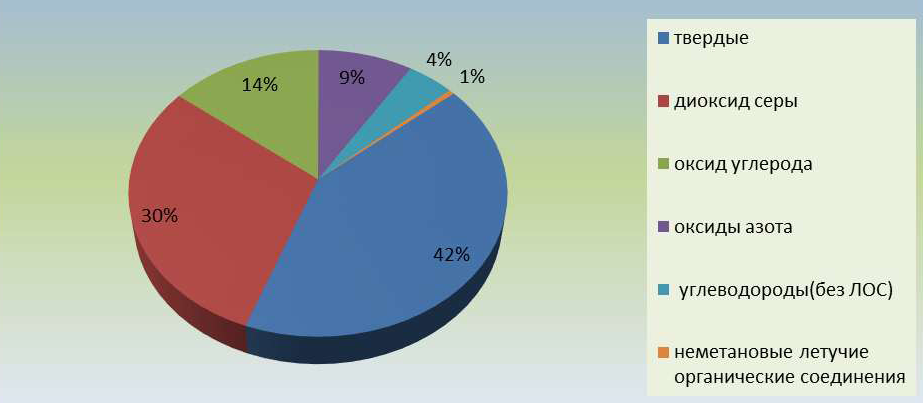 14%
9%
4%
1%
30%
42%
твердые
диоксид серы
оксид углерода
оксиды азота
углеводороды(без ЛОС)
неметановые летучие
органические соединения